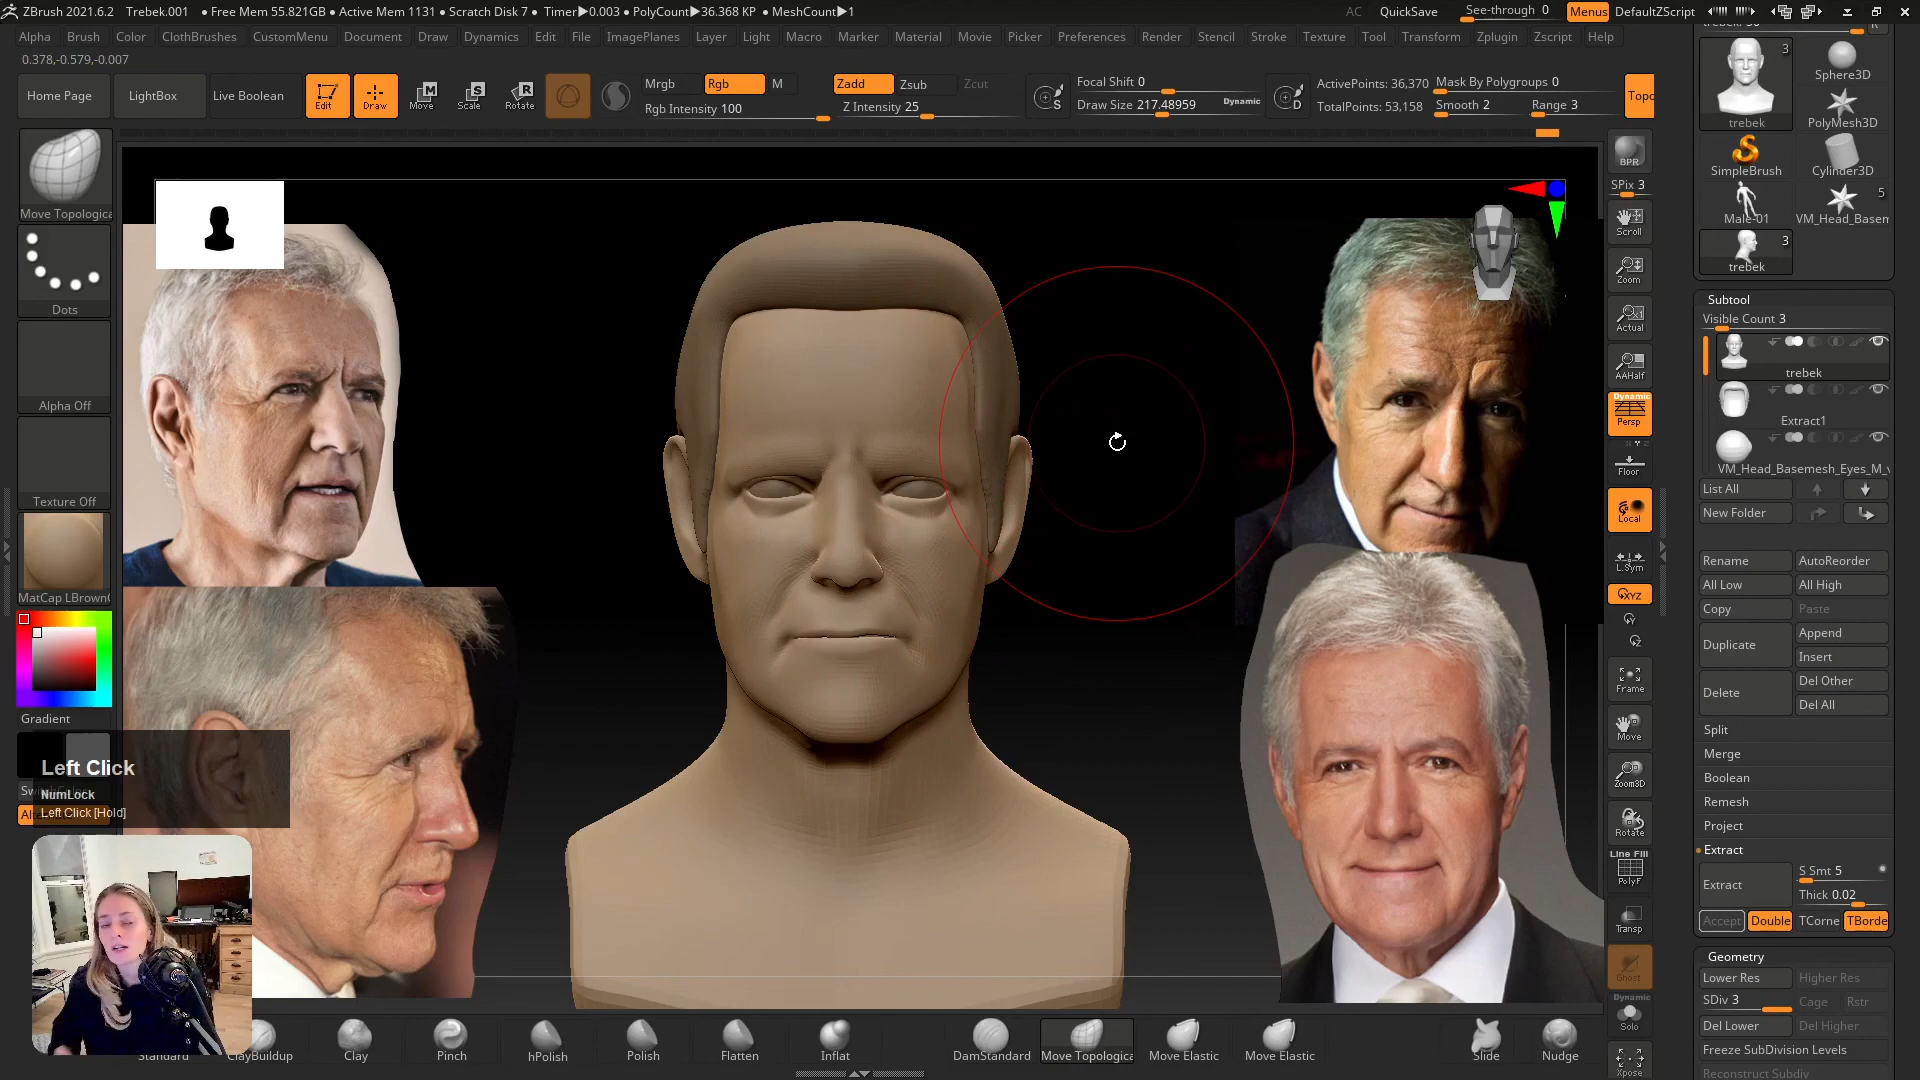 ZBrush 2021.6.2 Trebek.001 ● Free Mem 55.821GB ● Active Mem 1131 ● Scratch Disk 7 ● Timer▶0.003 ● PolyCount▶36.368 KP ● MeshCount▶1 AC QuickSave See-through 0 Menus DefaultZScript
Alpha Brush Color ClothBrushes CustomMenu Document Draw Dynamics Edit File ImagePlanes Layer Light Macro Marker Material Movie Picker Preferences Render Stencil Stroke Texture Tool Transform Zplugin Zscript Help
0.378,-0.579,-0.007
Home Page LightBox Live Boolean Edit Draw Move Scale Rotate
Mrgb Rgb M Zadd Zsub Zcut
Rgb Intensity 100 Z Intensity 25
Focal Shift 0
Draw Size 217.48959 Dynamic
ActivePoints: 36,370 Mask By Polygroups 0
TotalPoints: 53,158 Smooth 2 Range 3
Topo
Move Topologica
Dots
Alpha Off
Texture Off
MatCap LBrown
Gradient
Left Click
NumLock
Left Click [Hold]
BPR
SPix 3
Scroll
Zoom
Actual
AAHalf
Dynamic
Persp
Floor
Local
L.Sym
XYZ
Frame
Move
Zoom3D
Rotate
Line Fill
PolyF
Transp
Ghost
Dynamic
Solo
Xpose
3
trebek
Sphere3D
PolyMesh3D
SimpleBrush Cylinder3D
5
Male-01 VM_Head_Basem
3
trebek
Subtool
Visible Count 3
trebek
Extract1
VM_Head_Basemesh_Eyes_M_v
List All
New Folder
Rename AutoReorder
All Low All High
Copy Paste
Duplicate Append
Insert
Delete Del Other
Del All
Split
Merge
Boolean
Remesh
Project
Extract
Extract S Smt 5
Thick 0.02
Accept Double TCorne TBorde
Geometry
Lower Res Higher Res
SDiv 3 Cage Rstr
Del Lower Del Higher
Freeze SubDivision Levels
Reconstruct Subdiv
Standard ClayBuildup Clay Pinch hPolish Polish Flatten Inflat DamStandard Move Topologica Move Elastic Move Elastic Slide Nudge